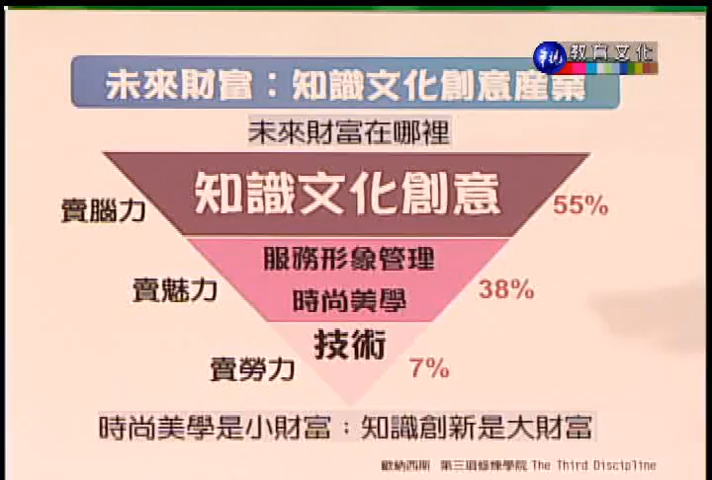 華視 教育文化
未來財富：知識文化創意產業
未來財富在哪裡
知識文化創意
賣腦力
55%
服務形象管理
時尚美學
賣魅力
38%
技術
賣勞力
7%
時尚美學是小財富；知識創新是大財富
歐納西斯 第三項修煉學院 The Third Discipline